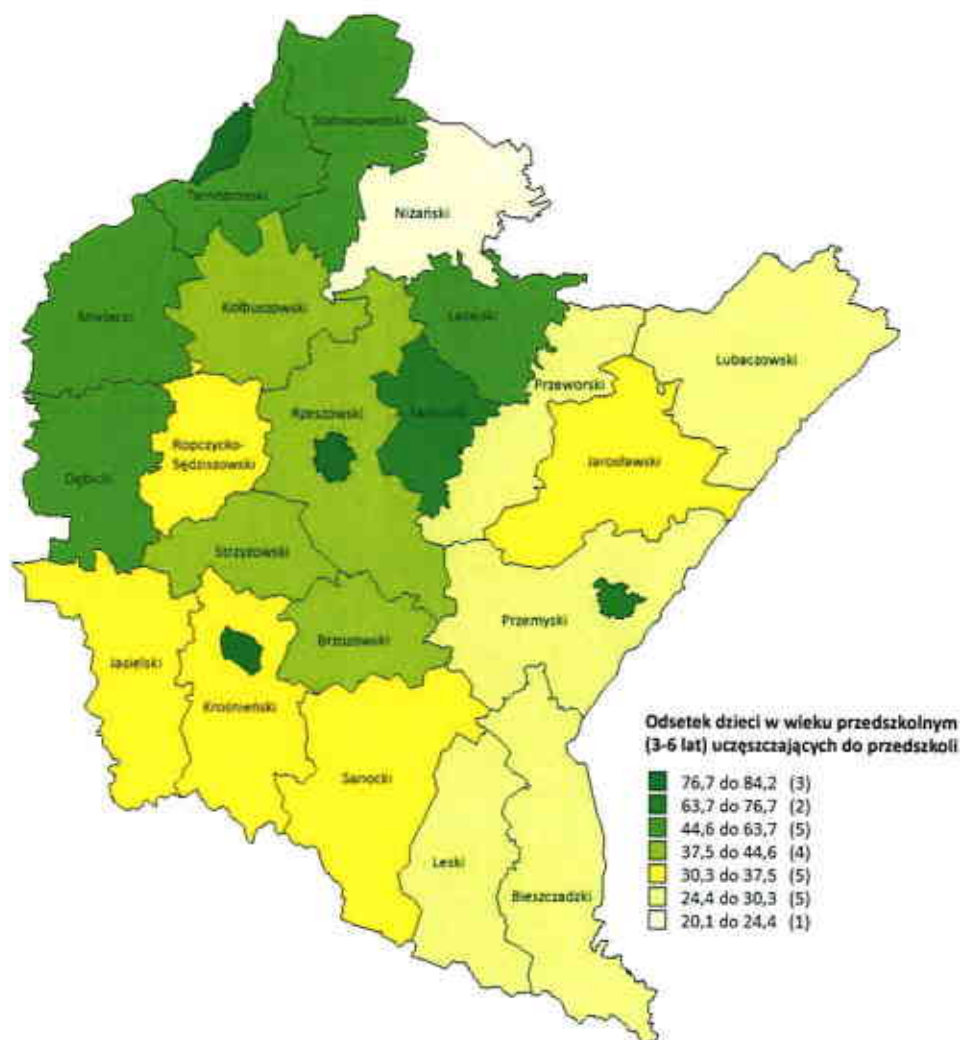 Stalowowolski
Tarnobrzeski
Niżański
Mielecki
Kolbuszowski
Leżajski
Lubaczowski
Przeworski
Rzeszowski
Ropczycko-
Sędziszowski
Jarosławski
Dębicki
Strzyżowski
Przemyski
Brzozowski
Jasielski
Krośnieński
Sanocki
Leski
Bieszczadzki
Odsetek dzieci w wieku przedszkolnym
(3-6 lat) uczęszczających do przedszkoli
76,7 do 84,2 (3)
63,7 do 76,7 (2)
44,6 do 63,7 (5)
37,5 do 44,6 (4)
30,3 do 37,5 (5)
24,4 do 30,3 (5)
20,1 do 24,4 (1)